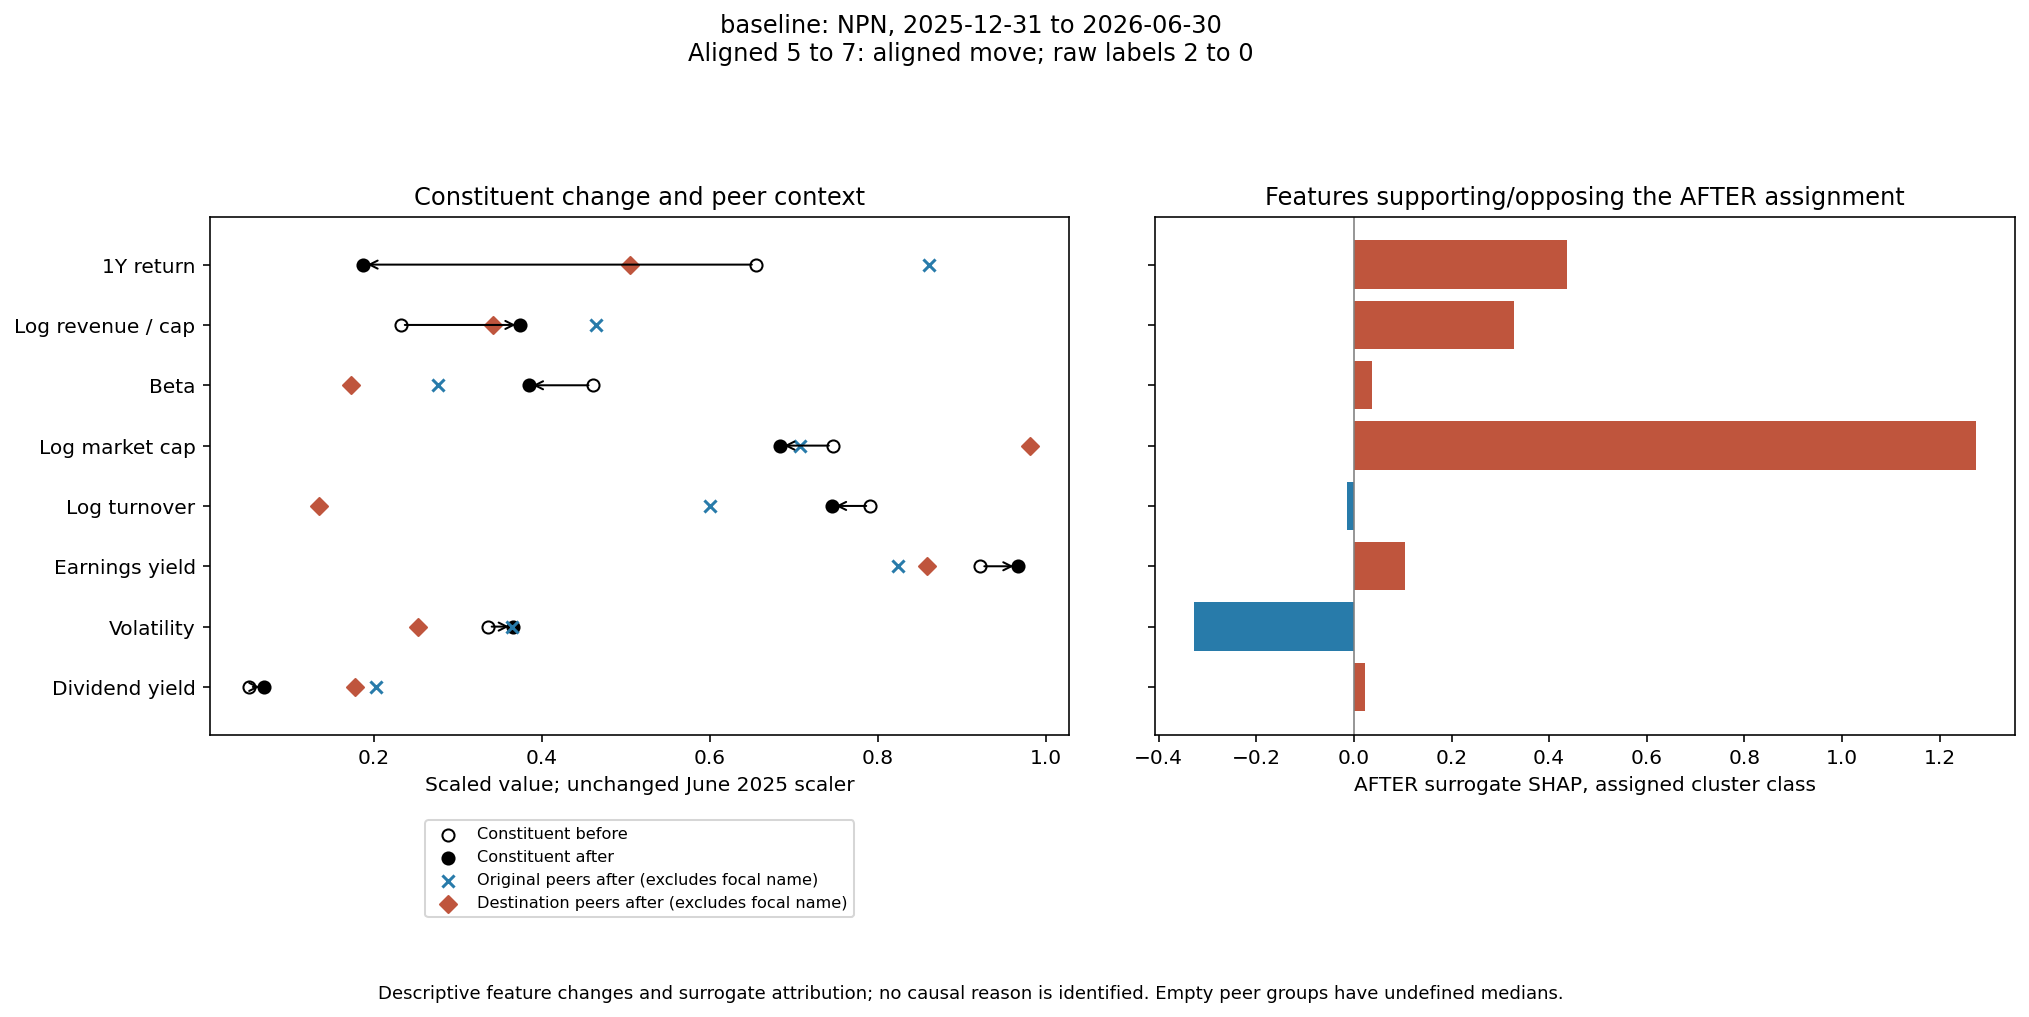 baseline: NPN, 2025-12-31 to 2026-06-30
Aligned 5 to 7: aligned move; raw labels 2 to 0
Constituent change and peer context
1Y return
Log revenue / cap
Beta
Log market cap
Log turnover
Earnings yield
Volatility
Dividend yield
0.2 0.4 0.6 0.8 1.0
Scaled value; unchanged June 2025 scaler
Constituent before
Constituent after
Original peers after (excludes focal name)
Destination peers after (excludes focal name)
Features supporting/opposing the AFTER assignment
−0.4 −0.2 0.0 0.2 0.4 0.6 0.8 1.0 1.2
AFTER surrogate SHAP, assigned cluster class
Descriptive feature changes and surrogate attribution; no causal reason is identified. Empty peer groups have undefined medians.